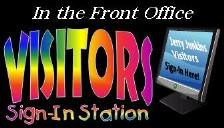 In the Front Office
VISITORS
Sign-In Station
Jerry Junkins
Visitors
Sign-In Here!